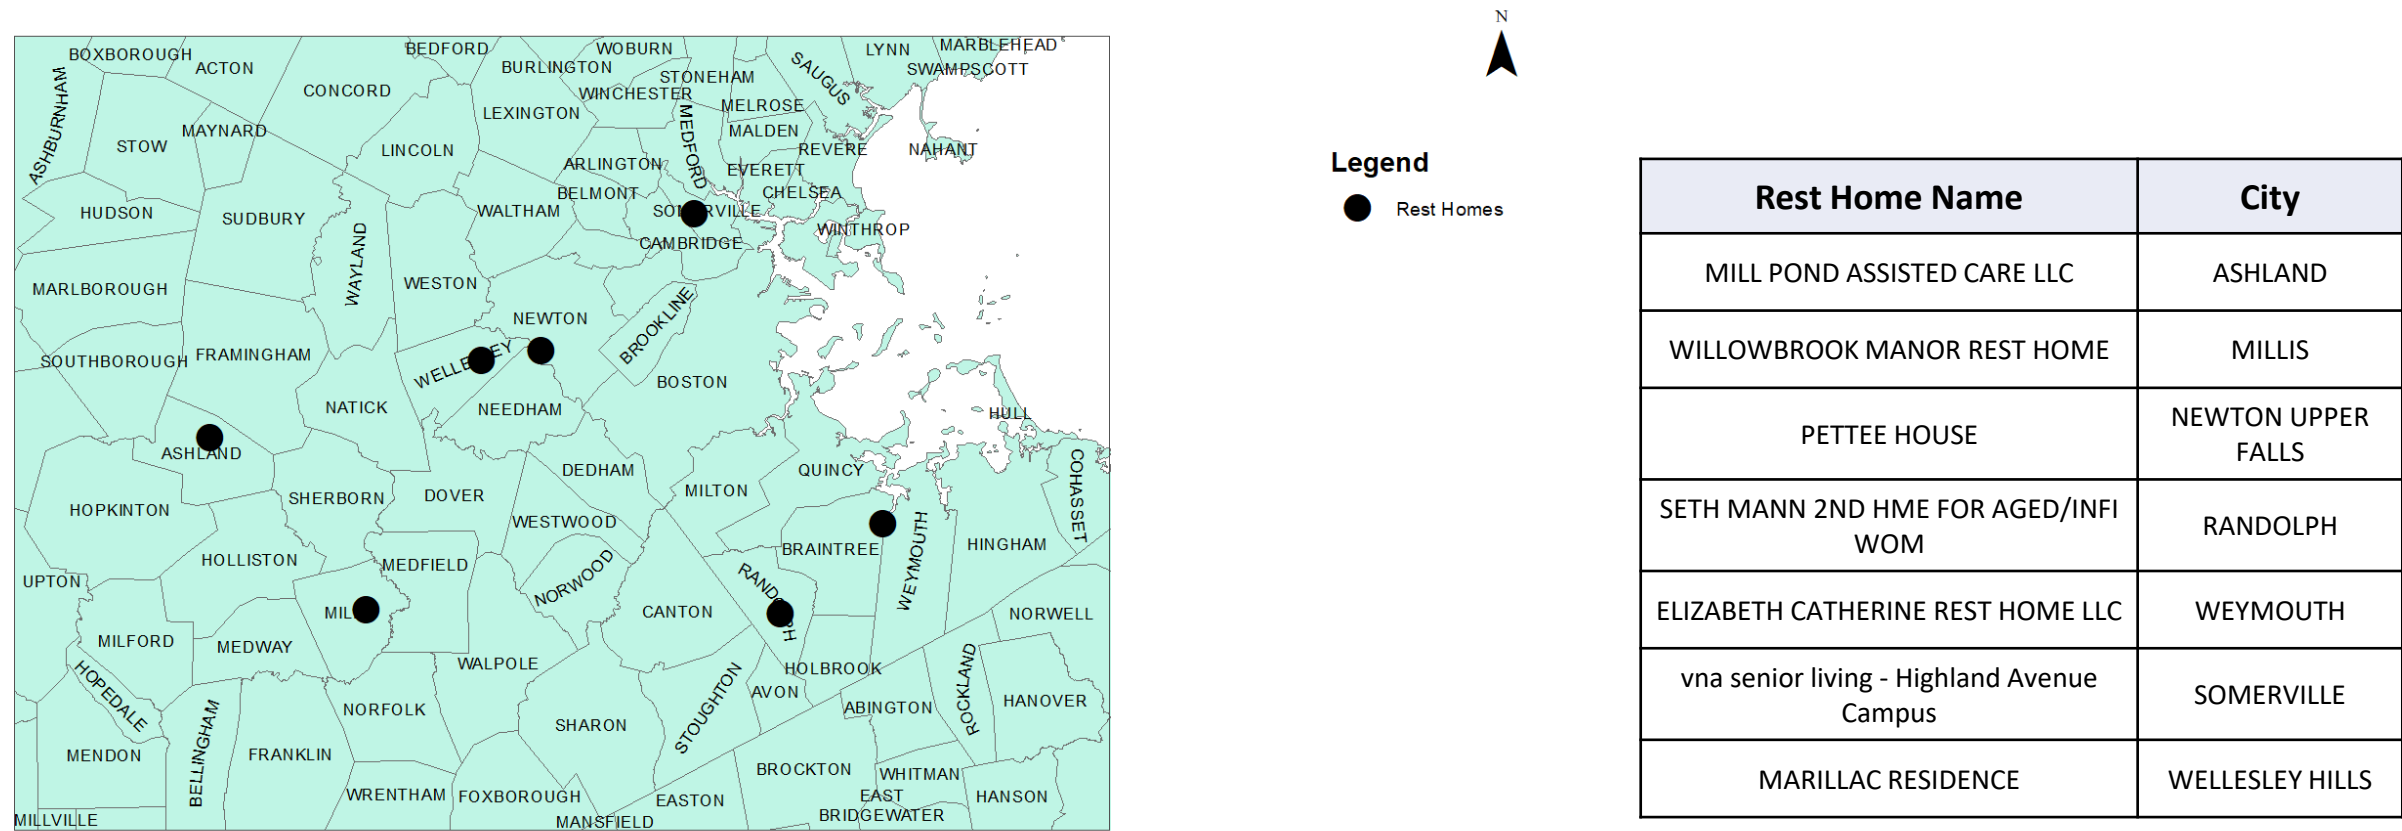 N
BOXBOROUGH
ACTON
BEDFORD
BURLINGTON
WOBURN
LYNN
MARBLEHEAD
SWAMPSCOTT
ASHBURNHAM
CONCORD
STONEHAM
SAUGUS
WINCHESTER
MELROSE
LEXINGTON
MEDFORD
MALDEN
STOW
MAYNARD
LINCOLN
REVERE
NAHANT
ARLINGTON
EVERETT
BELMONT
CHELSEA
HUDSON
SUDBURY
WALTHAM
WINTHROP
CAMBRIDGE
WAYLAND
WESTON
MARLBOROUGH
NEWTON
BROOKLINE
SOUTHBOROUGH
FRAMINGHAM
BOSTON
NATICK
NEEDHAM
HULL
ASHLAND
DEDHAM
QUINCY
COHASSET
SHERBORN
DOVER
MILTON
HOPKINTON
WESTWOOD
WEYMOUTH
HINGHAM
BRAINTREE
HOLLISTON
MEDFIELD
NORWOOD
UPTON
CANTON
NORWELL
MILFORD
MEDWAY
WALPOLE
HOLBROOK
HOPEDALE
STOUGHTON
AVON
ROCKLAND
HANOVER
ABINGTON
NORFOLK
SHARON
BELLINGHAM
MENDON
FRANKLIN
BROCKTON
WHITMAN
WRENTHAM
FOXBOROUGH
EASTON
EAST
BRIDGEWATER
HANSON
MILLVILLE
MANSFIELD
Legend
Rest Homes
Rest Home Name
City
MILL POND ASSISTED CARE LLC
ASHLAND
WILLOWBROOK MANOR REST HOME
MILLIS
PETTEE HOUSE
NEWTON UPPER
FALLS
SETH MANN 2ND HME FOR AGED/INFI
WOM
RANDOLPH
ELIZABETH CATHERINE REST HOME LLC
WEYMOUTH
vna senior living - Highland Avenue
Campus
SOMERVILLE
MARILLAC RESIDENCE
WELLESLEY HILLS